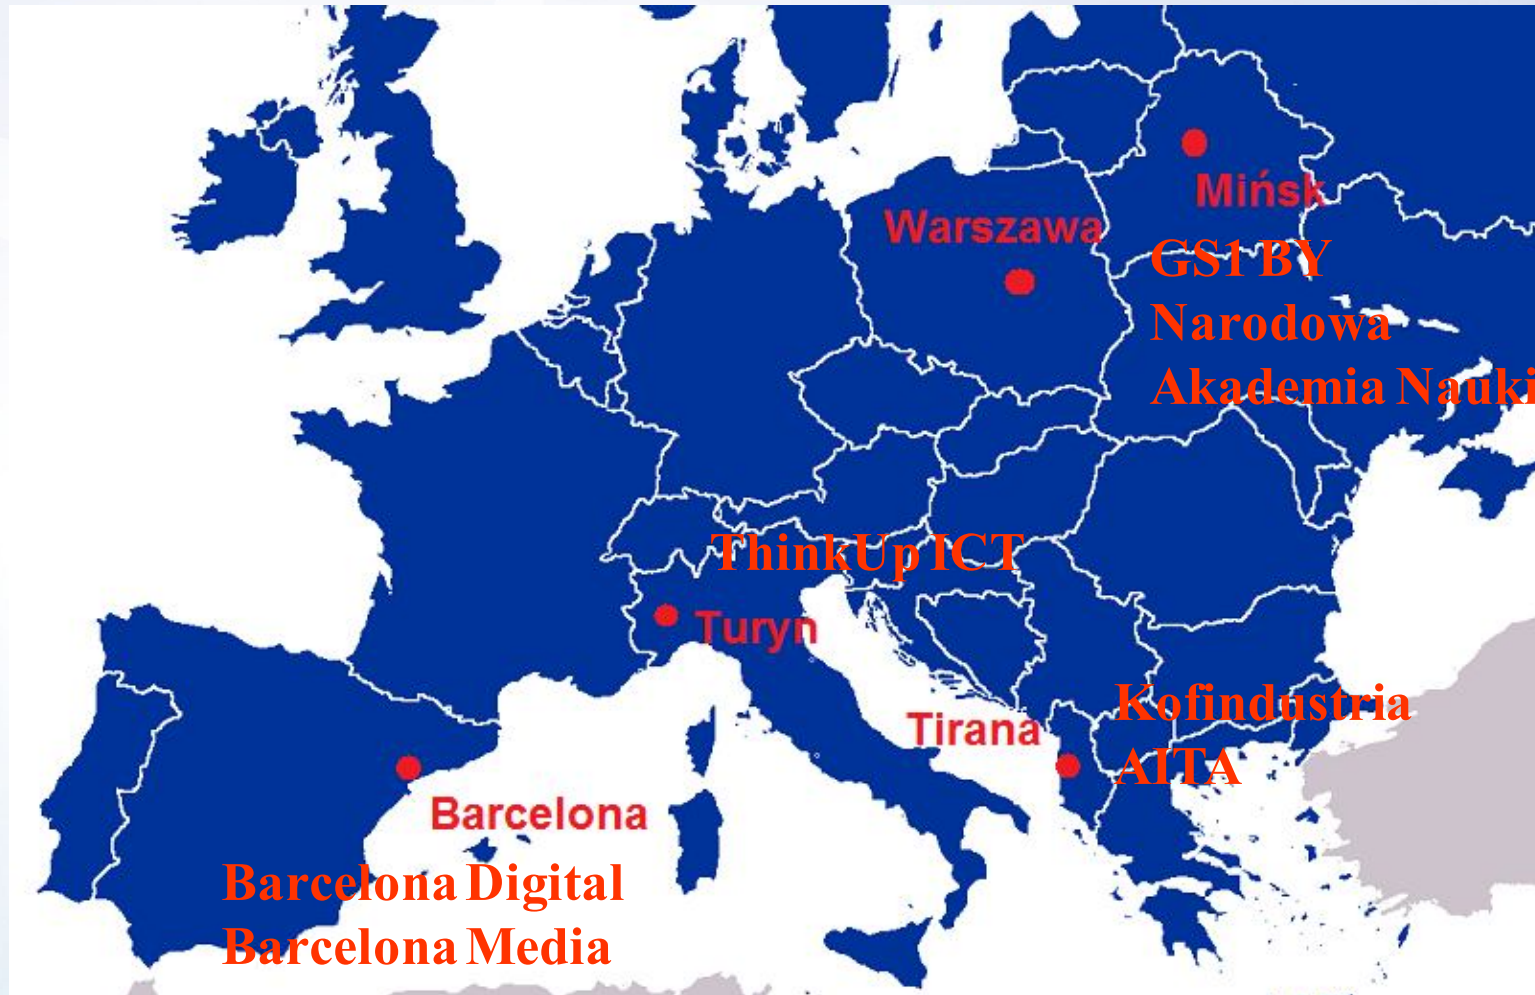 Mińsk
Warszawa
GS1 BY
Narodowa
Akademia Nauki
ThinkUp ICT
Turyn
Kofindustria
Tirana
AITA
Barcelona
Barcelona Digital
Barcelona Media